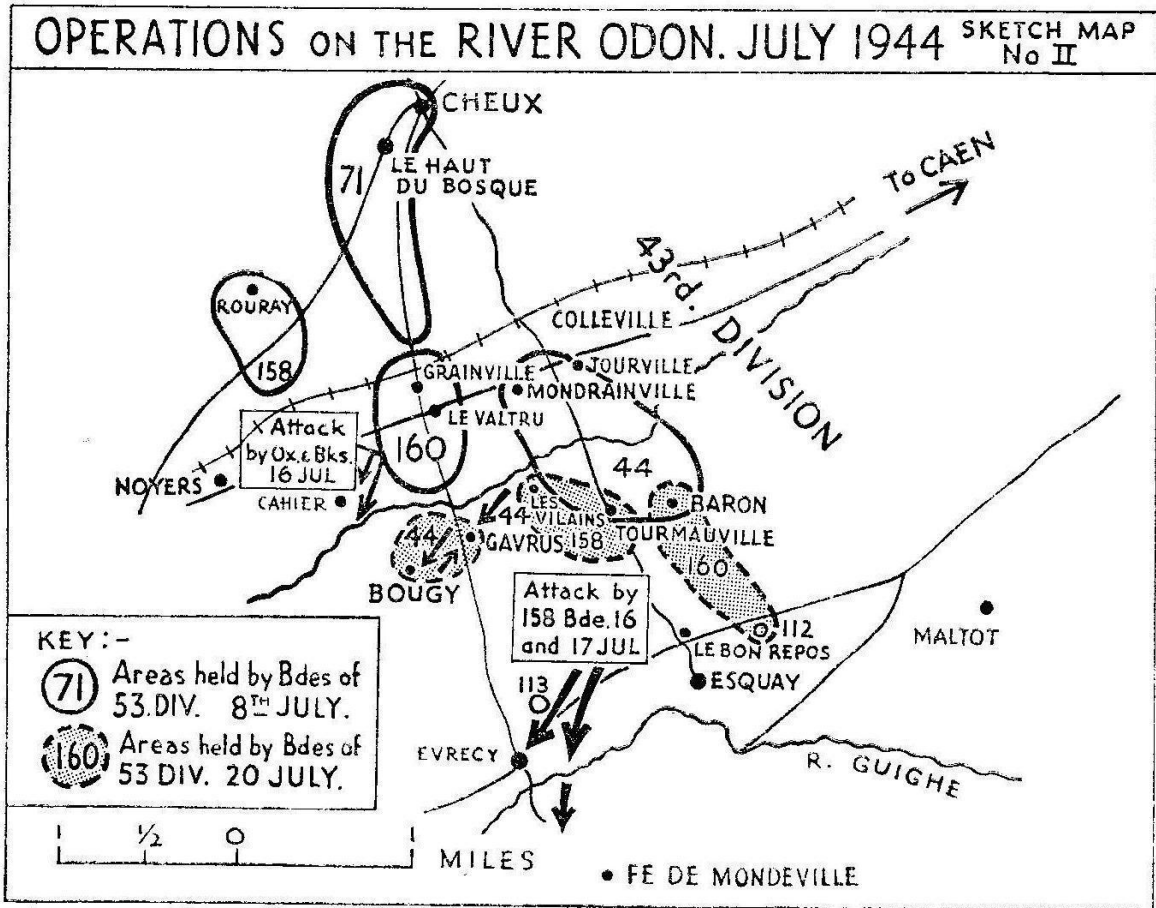 OPERATIONS ON THE RIVER ODON. JULY 1944
SKETCH MAP
No II
CHEUX
LE HAUT
DU BOSQUE
71
To CAEN
43rd. DIVISION
ROURAY
158
COLLEVILLE
GRAINVILLE
TOURVILLE
MONDRAINVILLE
LE VALTRU
160
Attack
by Ox.& Bks.
16 JUL
NOYERS
CAHIER
44
BARON
LES
VILAINS
44
158
TOURMAUVILLE
44
GAVRUS
BOUGY
160
Attack by
158 Bde.16
and 17 JUL
112
LE BON REPOS
MALTOT
ESQUAY
113
EVRECY
R. GUIGHE
KEY:-
71
Areas held by Bdes of
53.DIV. 8TH JULY.
160
Areas held by Bdes of
53 DIV. 20 JULY.
1 1/2 0 1
MILES
FE DE MONDEVILLE